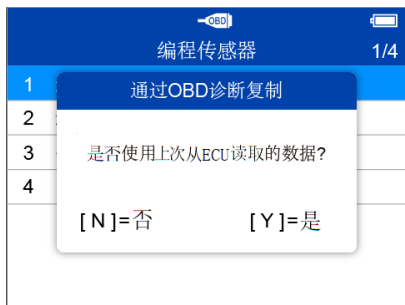 OBD
编程传感器 1/4
1
通过OBD诊断复制
2
3
是否使用上次从ECU读取的数据?
4
[ N ]=否 [ Y ]=是